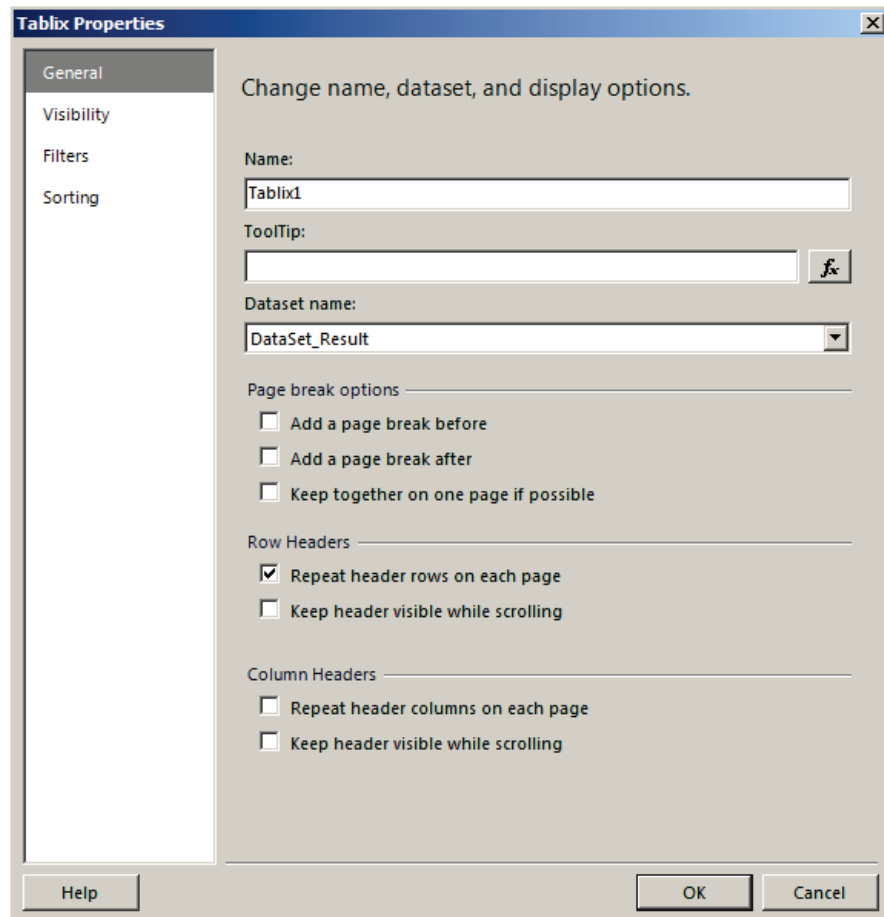 Tablix Properties
General
Visibility
Filters
Sorting
Change name, dataset, and display options.
Name:
Tablix1
ToolTip:
fx
Dataset name:
DataSet_Result
Page break options
Add a page break before
Add a page break after
Keep together on one page if possible
Row Headers
Repeat header rows on each page
Keep header visible while scrolling
Column Headers
Repeat header columns on each page
Keep header visible while scrolling
Help
OK
Cancel